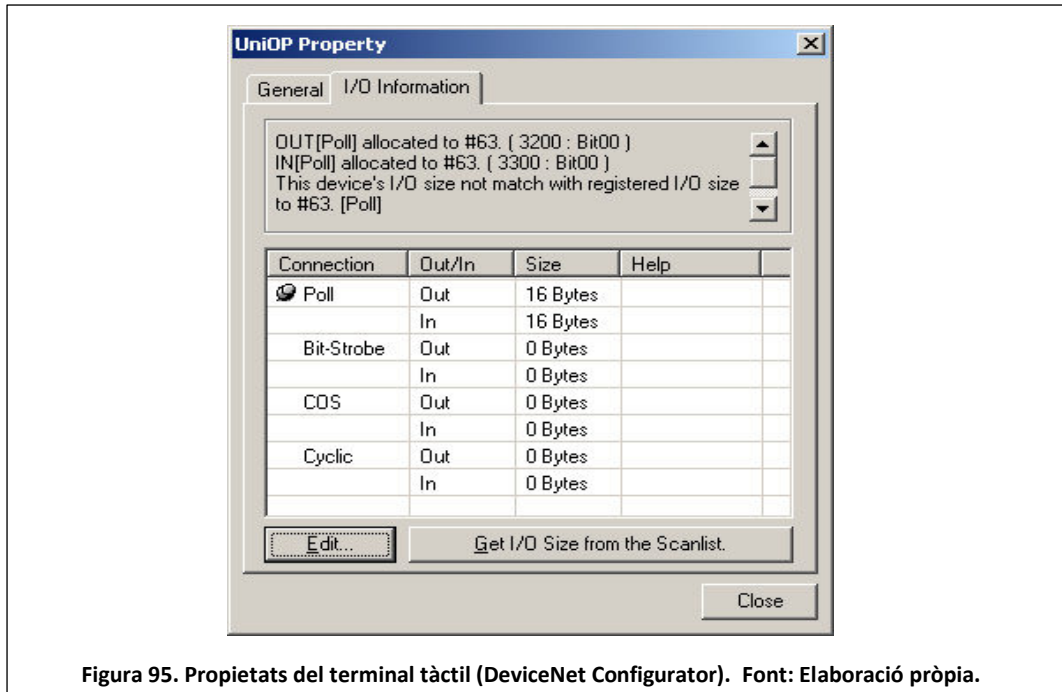 UniOP Property
General I/O Information
OUT[Poll] allocated to #63. ( 3200 : Bit00 )
IN[Poll] allocated to #63. ( 3300 : Bit00 )
This device's I/O size not match with registered I/O size
to #63. [Poll]
Connection Out/In Size Help
Poll Out 16 Bytes
In 16 Bytes
Bit-Strobe Out 0 Bytes
In 0 Bytes
COS Out 0 Bytes
In 0 Bytes
Cyclic Out 0 Bytes
In 0 Bytes
Edit... Get I/O Size from the Scanlist.
Close
Figura 95. Propietats del terminal tàctil (DeviceNet Configurator). Font: Elaboració pròpia.